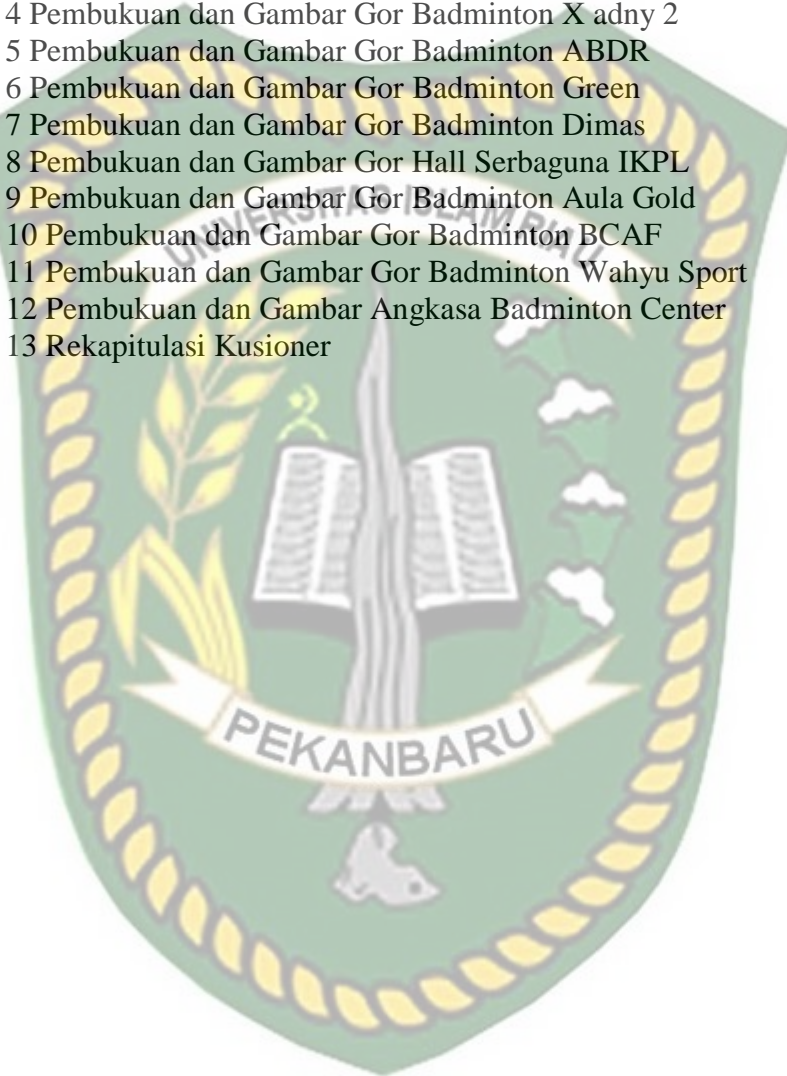 4 Pembukuan dan Gambar Gor Badminton X adny 2
5 Pembukuan dan Gambar Gor Badminton ABDR
6 Pembukuan dan Gambar Gor Badminton Green
7 Pembukuan dan Gambar Gor Badminton Dimas
8 Pembukuan dan Gambar Gor Hall Serbaguna IKPL
9 Pembukuan dan Gambar Gor Badminton Aula Gold
UNIVERSITAS ISLAM RIAU
10 Pembukuan dan Gambar Gor Badminton BCAF
11 Pembukuan dan Gambar Gor Badminton Wahyu Sport
12 Pembukuan dan Gambar Angkasa Badminton Center
13 Rekapitulasi Kusioner
PEKANBARU